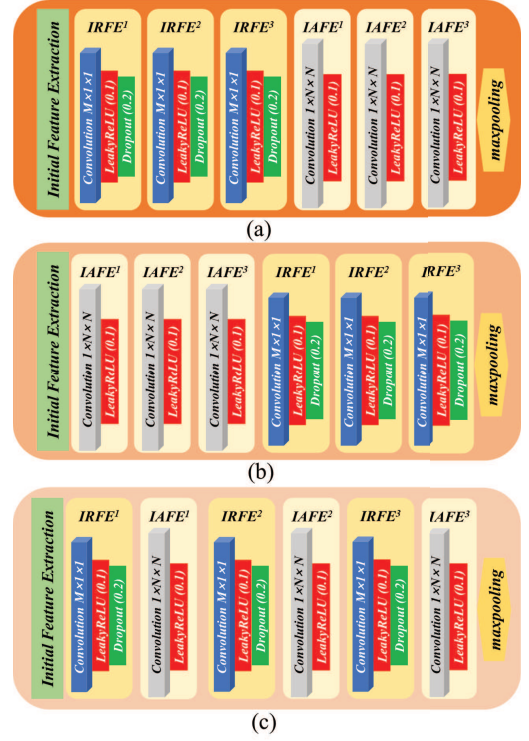 IRFE¹ IRFE² IRFE³ IAFE¹ IAFE² IAFE³
Initial Feature Extraction
Convolution M×1×1
LeakyReLU (0.1)
Dropout (0.2)
Convolution M×1×1
LeakyReLU (0.1)
Dropout (0.2)
Convolution M×1×1
LeakyReLU (0.1)
Dropout (0.2)
Convolution 1×N×N
LeakyReLU (0.1)
Convolution 1×N×N
LeakyReLU (0.1)
Convolution 1×N×N
LeakyReLU (0.1)
maxpooling
(a)
IAFE¹ IAFE² IAFE³ IRFE¹ IRFE² IRFE³
Initial Feature Extraction
Convolution 1×N×N
LeakyReLU (0.1)
Convolution 1×N×N
LeakyReLU (0.1)
Convolution 1×N×N
LeakyReLU (0.1)
Convolution M×1×1
LeakyReLU (0.1)
Dropout (0.2)
Convolution M×1×1
LeakyReLU (0.1)
Dropout (0.2)
Convolution M×1×1
LeakyReLU (0.1)
Dropout (0.2)
maxpooling
(b)
IRFE¹ IAFE¹ IRFE² IAFE² IRFE³ IAFE³
Initial Feature Extraction
Convolution M×1×1
LeakyReLU (0.1)
Dropout (0.2)
Convolution 1×N×N
LeakyReLU (0.1)
Convolution M×1×1
LeakyReLU (0.1)
Dropout (0.2)
Convolution 1×N×N
LeakyReLU (0.1)
Convolution M×1×1
LeakyReLU (0.1)
Dropout (0.2)
Convolution 1×N×N
LeakyReLU (0.1)
maxpooling
(c)